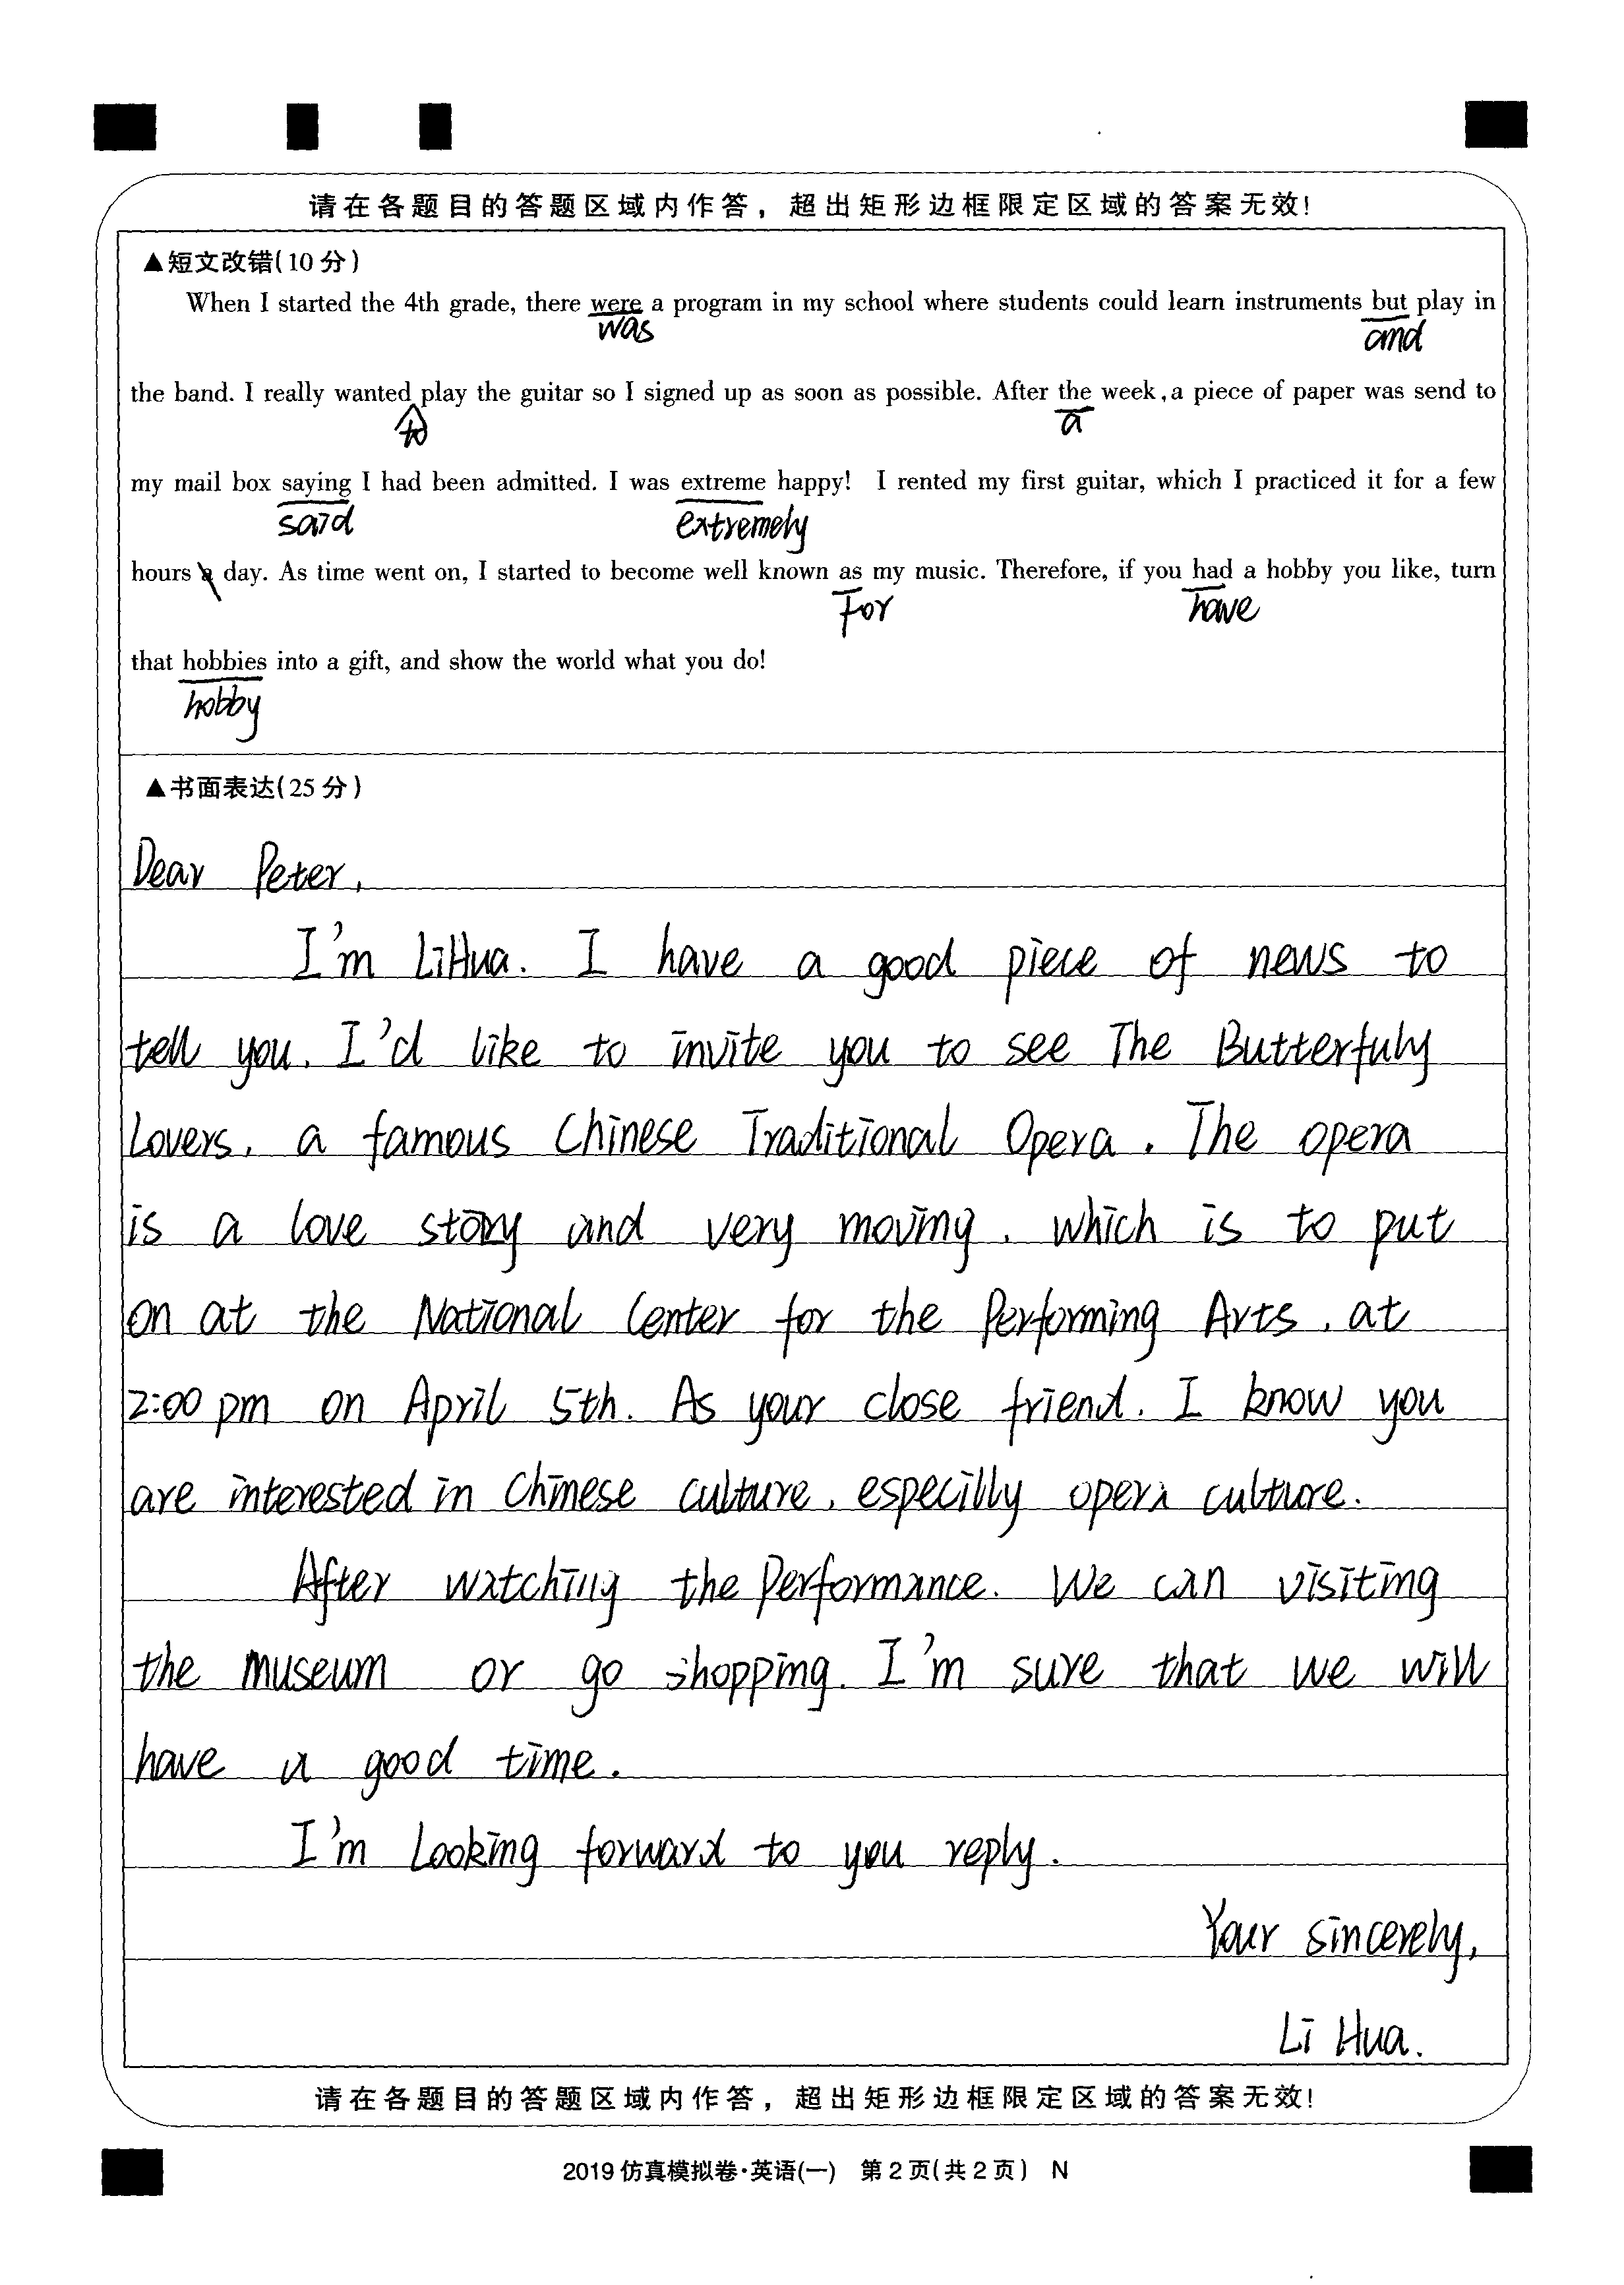 请在各题目的答题区域内作答，超出矩形边框限定区域的答案无效！
▲短文改错(10分)
When I started the 4th grade, there were a program in my school where students could learn instruments but play in
was and
the band. I really wanted play the guitar so I signed up as soon as possible. After the week, a piece of paper was send to
to a
my mail box saying I had been admitted. I was extreme happy! I rented my first guitar, which I practiced it for a few
said extremely
hours a day. As time went on, I started to become well known as my music. Therefore, if you had a hobby you like, turn
For have
that hobbies into a gift, and show the world what you do!
hobby
▲书面表达(25分)
Dear Peter,
I'm LiHua. I have a good piece of news to
tell you. I'd like to invite you to see The Butterfuly
Lovers, a famous Chinese Traditional Opera. The opera
is a love story and very moving, which is to put
on at the National Center for the Performing Arts, at
2:00 pm on April 5th. As your close friend. I know you
are interested in Chinese culture, especilly opera culture.
After watching the Performance. We can visiting
the museum or go shopping. I'm sure that we will
have a good time.
I'm Looking forward to you reply.
Your sincerely,
Li Hua.
请在各题目的答题区域内作答，超出矩形边框限定区域的答案无效！
2019仿真模拟卷·英语(一) 第2页(共2页) N